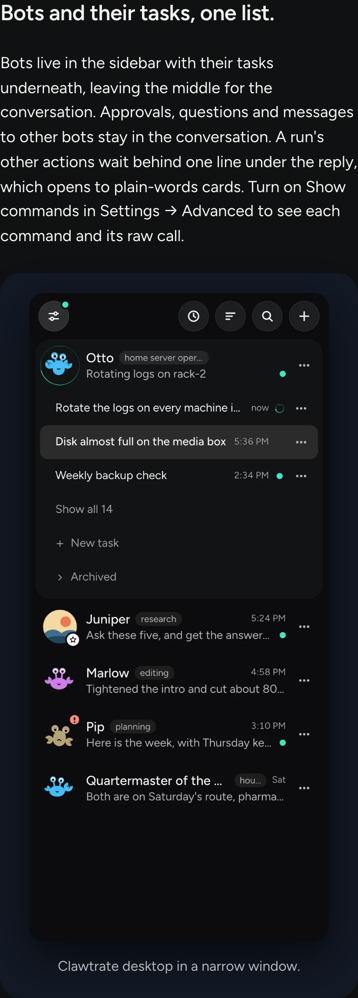 Bots and their tasks, one list.
Bots live in the sidebar with their tasks
underneath, leaving the middle for the
conversation. Approvals, questions and messages
to other bots stay in the conversation. A run's
other actions wait behind one line under the reply,
which opens to plain-words cards. Turn on Show
commands in Settings → Advanced to see each
command and its raw call.
Otto home server oper...
Rotating logs on rack-2
Rotate the logs on every machine i... now
Disk almost full on the media box 5:36 PM
Weekly backup check 2:34 PM
Show all 14
+ New task
> Archived
Juniper research 5:24 PM
Ask these five, and get the answer...
Marlow editing 4:58 PM
Tightened the intro and cut about 80...
Pip planning 3:10 PM
Here is the week, with Thursday ke...
Quartermaster of the ... hou... Sat
Both are on Saturday's route, pharma...
Clawtrate desktop in a narrow window.